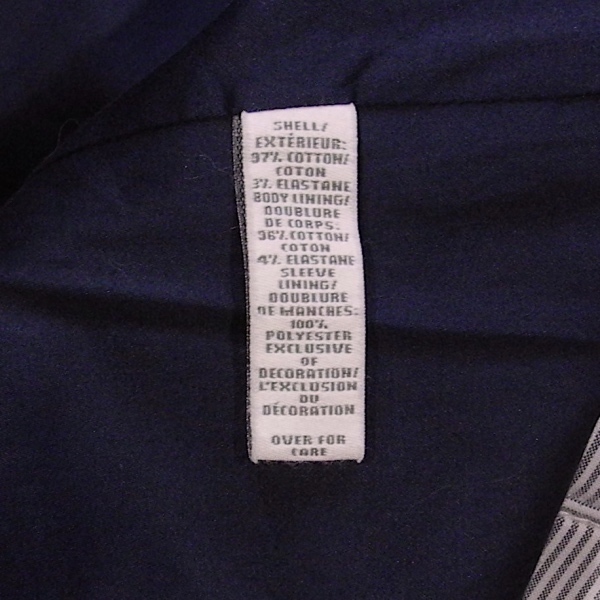 SHELL/
EXTÉRIEUR:
97% COTTON/
COTON
3% ELASTANE
BODY LINING/
DOUBLURE
DE CORPS:
96% COTTON/
COTON
4% ELASTANE
SLEEVE
LINING/
DOUBLURE
DE MANCHES:
100%
POLYESTER
EXCLUSIVE
OF
DECORATION/
L'EXCLUSION
DU
DÉCORATION
OVER FOR
CARE